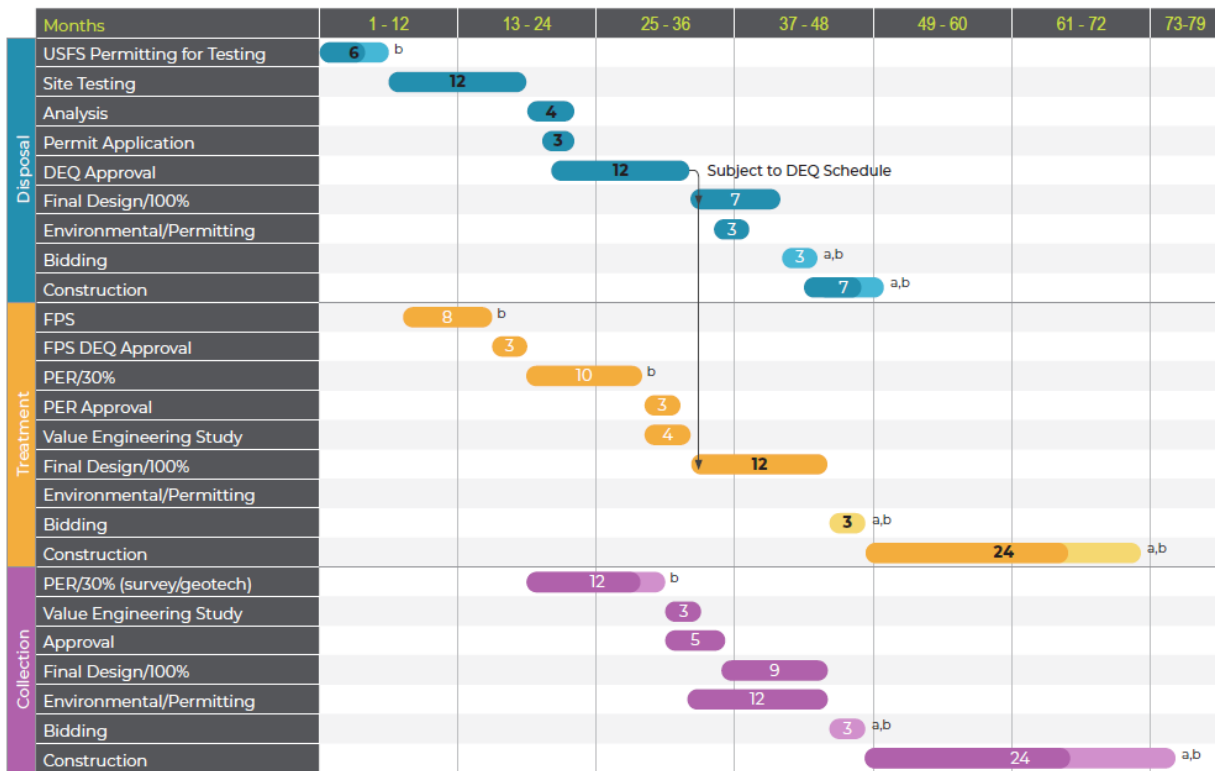 Months 1 - 12 13 - 24 25 - 36 37 - 48 49 - 60 61 - 72 73-79
Disposal
USFS Permitting for Testing 6 b
Site Testing 12
Analysis 4
Permit Application 3
DEQ Approval 12 Subject to DEQ Schedule
Final Design/100% 7
Environmental/Permitting 3
Bidding 3 a,b
Construction 7 a,b
Treatment
FPS 8 b
FPS DEQ Approval 3
PER/30% 10 b
PER Approval 3
Value Engineering Study 4
Final Design/100% 12
Environmental/Permitting
Bidding 3 a,b
Construction 24 a,b
Collection
PER/30% (survey/geotech) 12 b
Value Engineering Study 3
Approval 5
Final Design/100% 9
Environmental/Permitting 12
Bidding 3 a,b
Construction 24 a,b